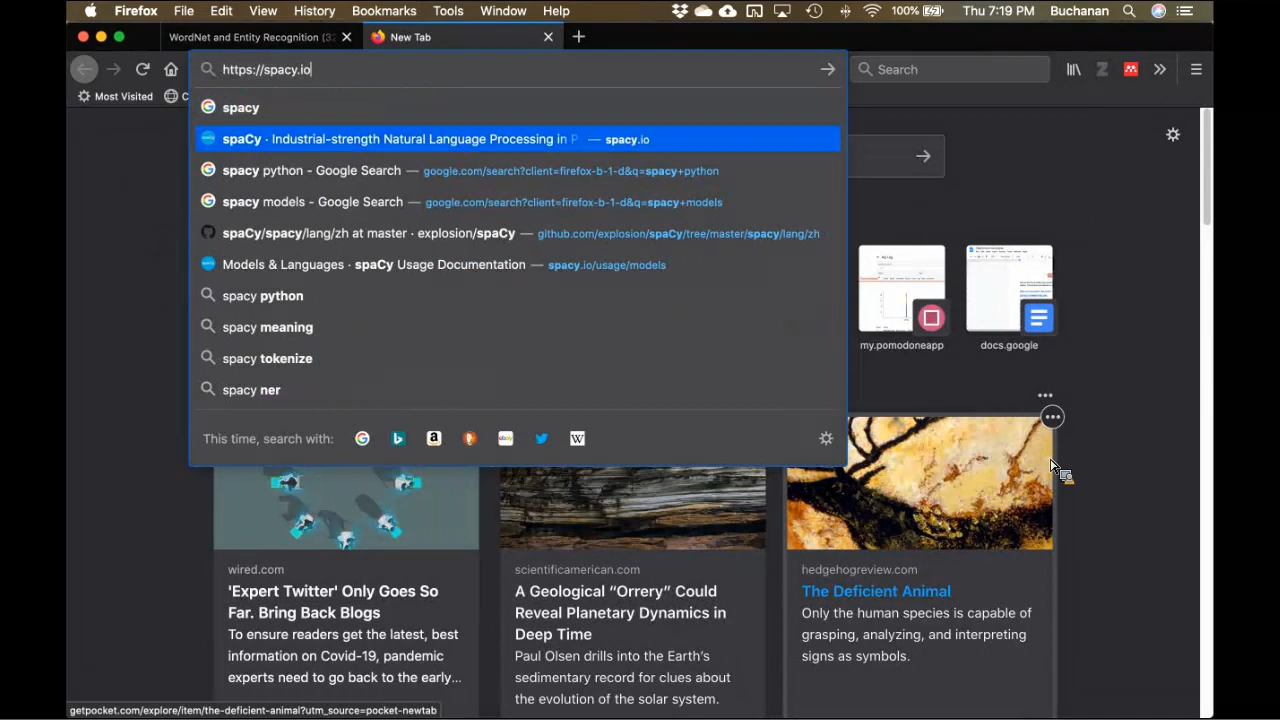 Firefox File Edit View History Bookmarks Tools Window Help 100% Thu 7:19 PM Buchanan
WordNet and Entity Recognition (3 New Tab
https://spacy.io Search
Most Visited C
spacy
spaCy · Industrial-strength Natural Language Processing in P — spacy.io
spacy python - Google Search — google.com/search?client=firefox-b-1-d&q=spacy+python
spacy models - Google Search — google.com/search?client=firefox-b-1-d&q=spacy+models
spaCy/spacy/lang/zh at master · explosion/spaCy — github.com/explosion/spaCy/tree/master/spacy/lang/zh
Models & Languages · spaCy Usage Documentation — spacy.io/usage/models
spacy python
spacy meaning
spacy tokenize
spacy ner
This time, search with:
my.pomodoneapp docs.google
wired.com
'Expert Twitter' Only Goes So
Far. Bring Back Blogs
To ensure readers get the latest, best
information on Covid-19, pandemic
experts need to go back to the early...
scientificamerican.com
A Geological “Orrery” Could
Reveal Planetary Dynamics in
Deep Time
Paul Olsen drills into the Earth's
sedimentary record for clues about
the evolution of the solar system.
hedgehogreview.com
The Deficient Animal
Only the human species is capable of
grasping, analyzing, and interpreting
signs as symbols.
getpocket.com/explore/item/the-deficient-animal?utm_source=pocket-newtab